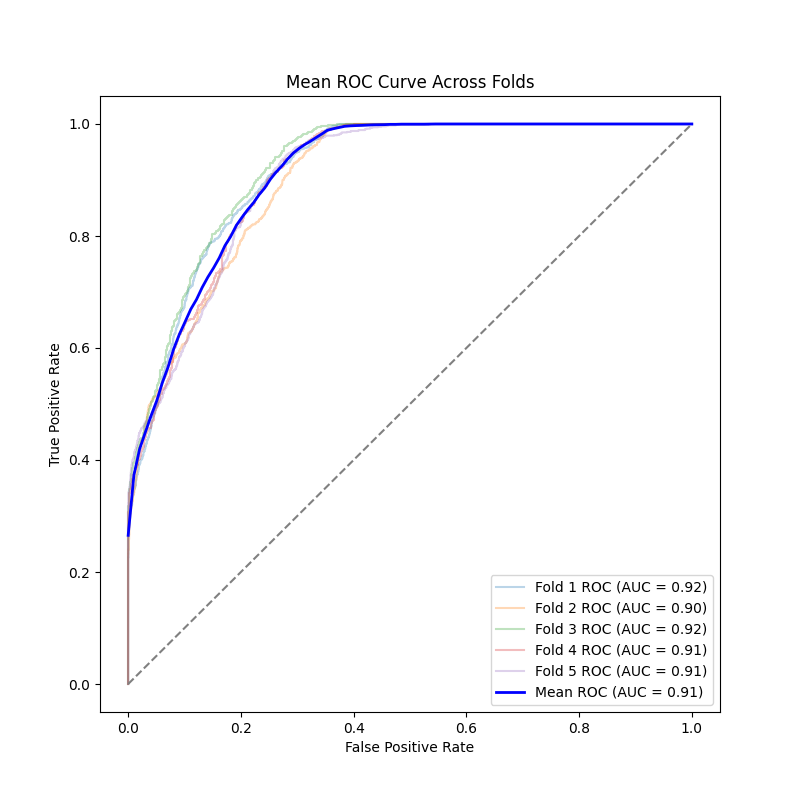 Mean ROC Curve Across Folds
1.0
0.8
0.6
0.4
0.2
0.0
True Positive Rate
0.0 0.2 0.4 0.6 0.8 1.0
False Positive Rate
Fold 1 ROC (AUC = 0.92)
Fold 2 ROC (AUC = 0.90)
Fold 3 ROC (AUC = 0.92)
Fold 4 ROC (AUC = 0.91)
Fold 5 ROC (AUC = 0.91)
Mean ROC (AUC = 0.91)